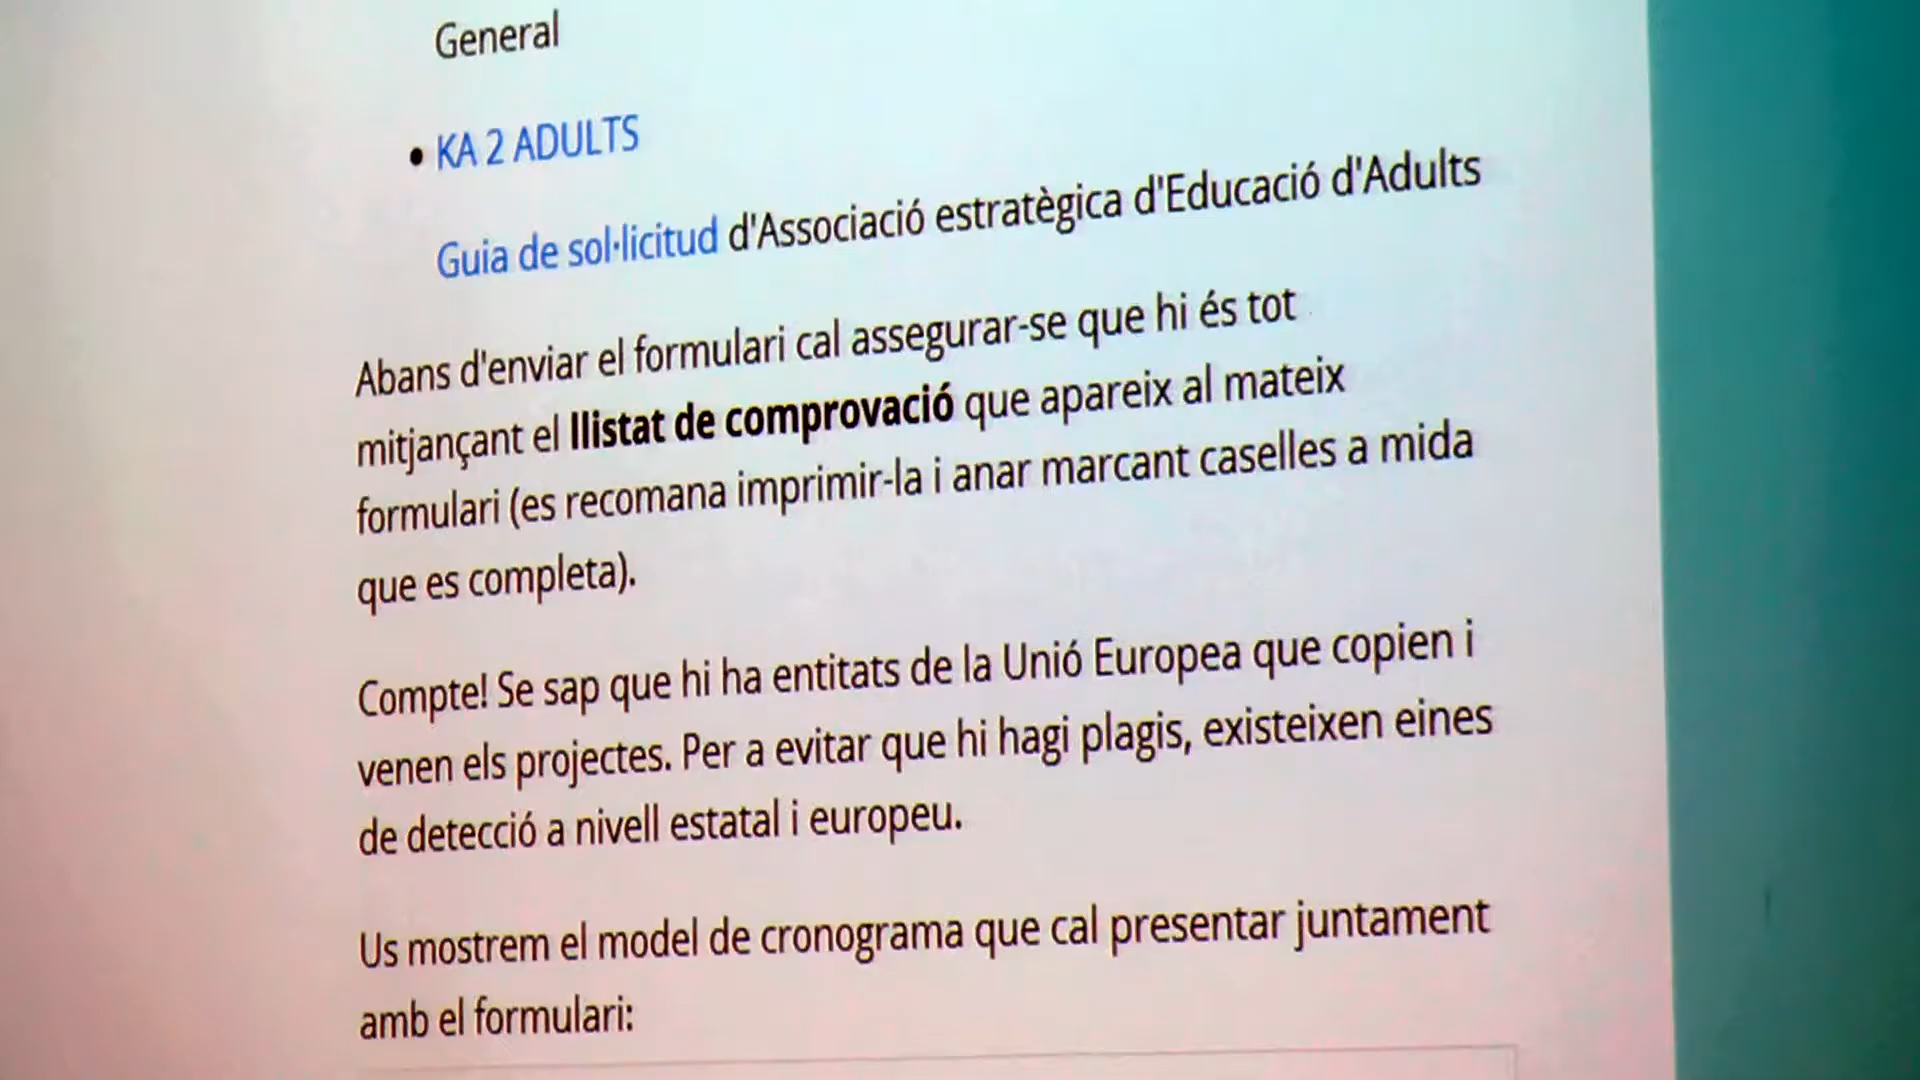 General
• KA 2 ADULTS
Guia de sol·licitud d'Associació estratègica d'Educació d'Adults
Abans d'enviar el formulari cal assegurar-se que hi és tot
mitjançant el llistat de comprovació que apareix al mateix
formulari (es recomana imprimir-la i anar marcant caselles a mida
que es completa).
Compte! Se sap que hi ha entitats de la Unió Europea que copien i
venen els projectes. Per a evitar que hi hagi plagis, existeixen eines
de detecció a nivell estatal i europeu.
Us mostrem el model de cronograma que cal presentar juntament
amb el formulari: